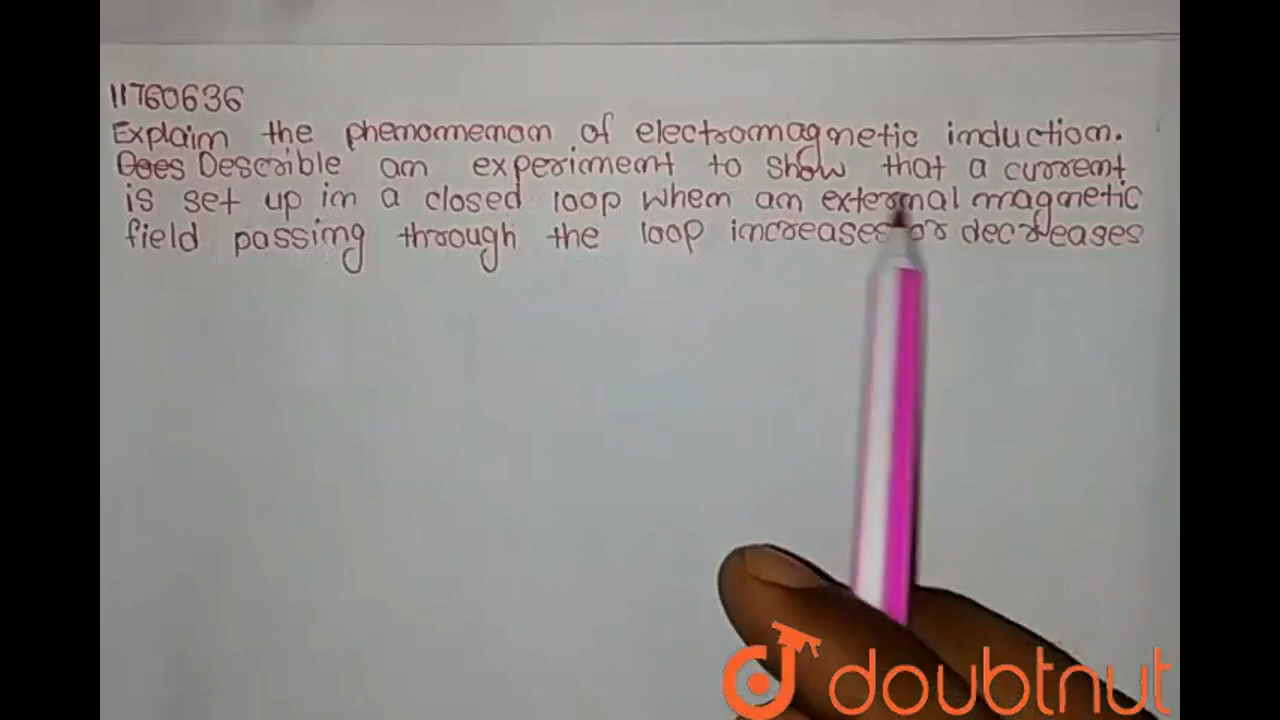 11760636
Explain the phenomenon of electromagnetic induction.
Does Describle an experiment to show that a current
is set up in a closed loop when an external magnetic
field passing through the loop increases or decreases
doubtnut